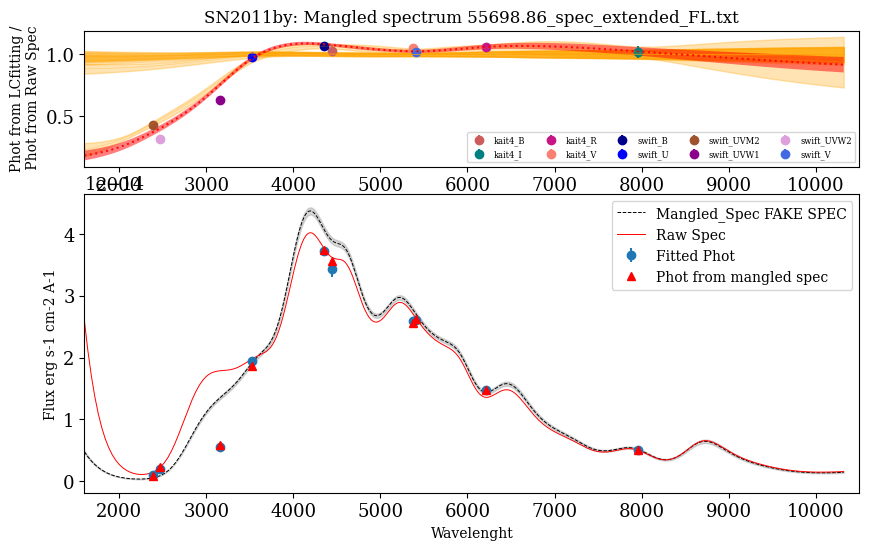 SN2011by: Mangled spectrum 55698.86_spec_extended_FL.txt
Phot from LCfitting /
Phot from Raw Spec
1.0
0.5
kait4_B kait4_R swift_B swift_UVM2 swift_UVW2
kait4_I kait4_V swift_U swift_UVW1 swift_V
2000 3000 4000 5000 6000 7000 8000 9000 10000
1e−14
Flux erg s-1 cm-2 A-1
4
3
2
1
0
Mangled_Spec FAKE SPEC
Raw Spec
Fitted Phot
Phot from mangled spec
2000 3000 4000 5000 6000 7000 8000 9000 10000
Wavelenght